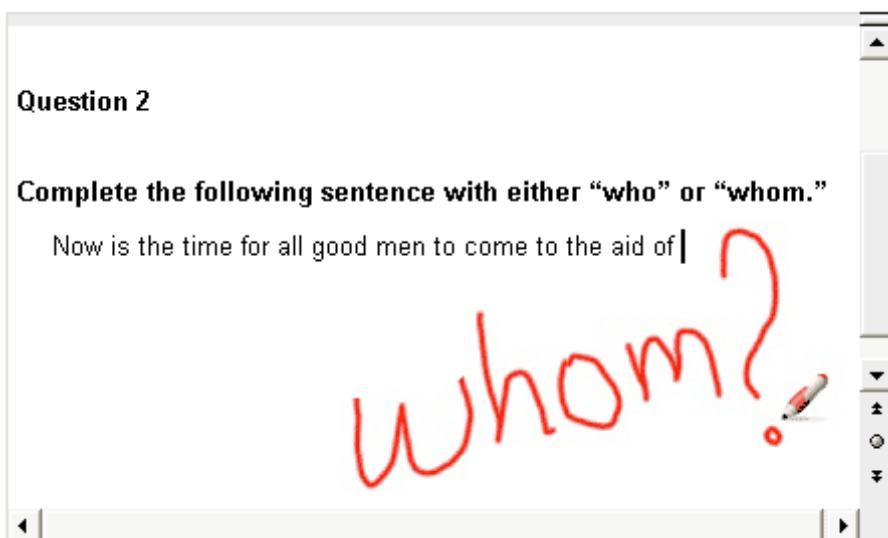 Question 2
Complete the following sentence with either “who” or “whom.”
Now is the time for all good men to come to the aid of
whom?